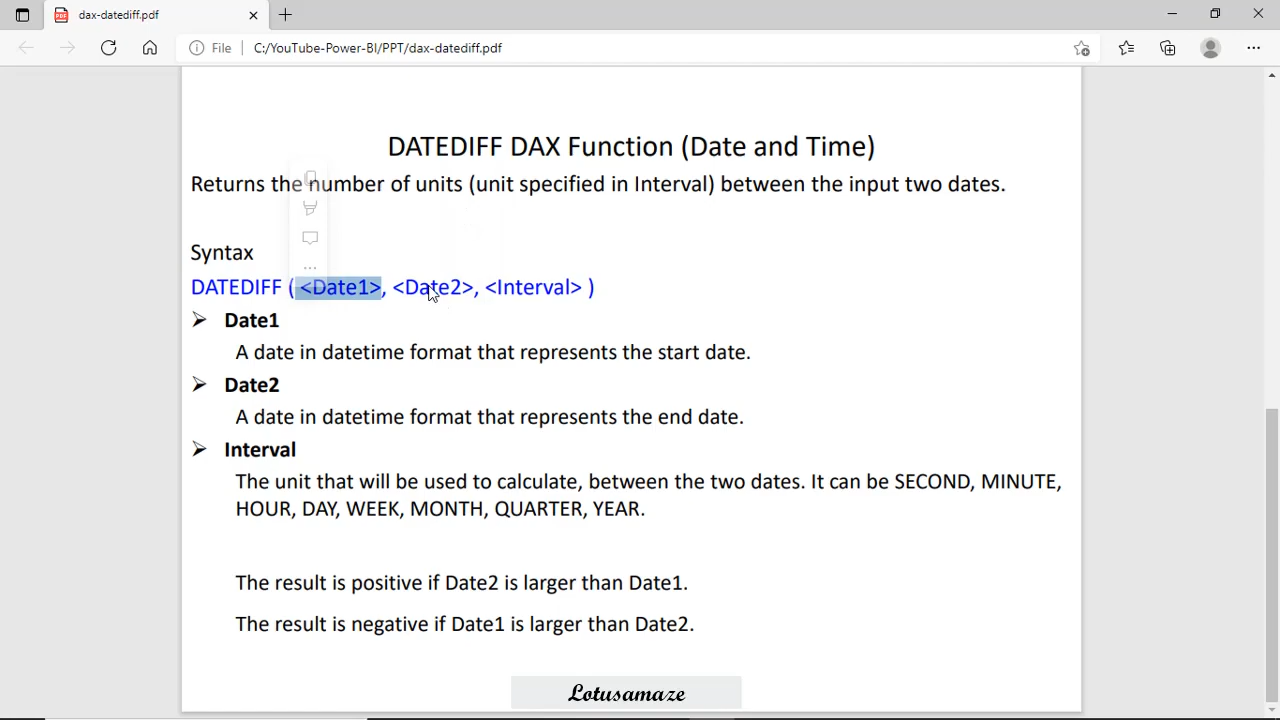 dax-datediff.pdf
File
C:/YouTube-Power-BI/PPT/dax-datediff.pdf
DATEDIFF DAX Function (Date and Time)
Returns the number of units (unit specified in Interval) between the input two dates.
Syntax
DATEDIFF ( <Date1>, <Date2>, <Interval> )
➢ Date1
A date in datetime format that represents the start date.
➢ Date2
A date in datetime format that represents the end date.
➢ Interval
The unit that will be used to calculate, between the two dates. It can be SECOND, MINUTE,
HOUR, DAY, WEEK, MONTH, QUARTER, YEAR.
The result is positive if Date2 is larger than Date1.
The result is negative if Date1 is larger than Date2.
Lotusamaze